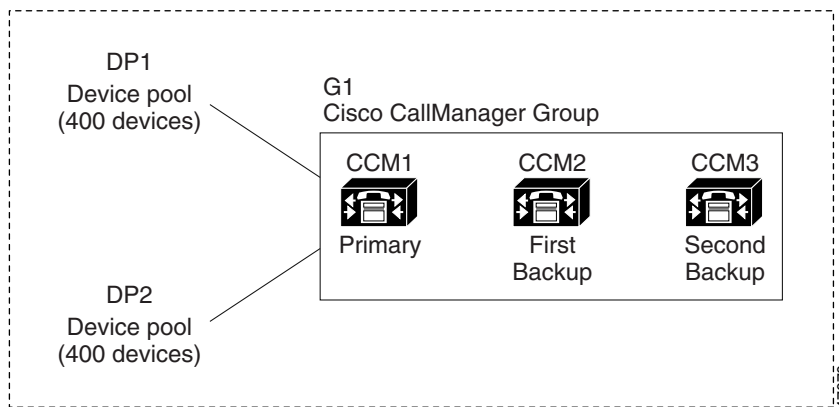 DP1
Device pool
(400 devices)
G1
Cisco CallManager Group
CCM1
CCM2
CCM3
Primary
First
Backup
Second
Backup
DP2
Device pool
(400 devices)